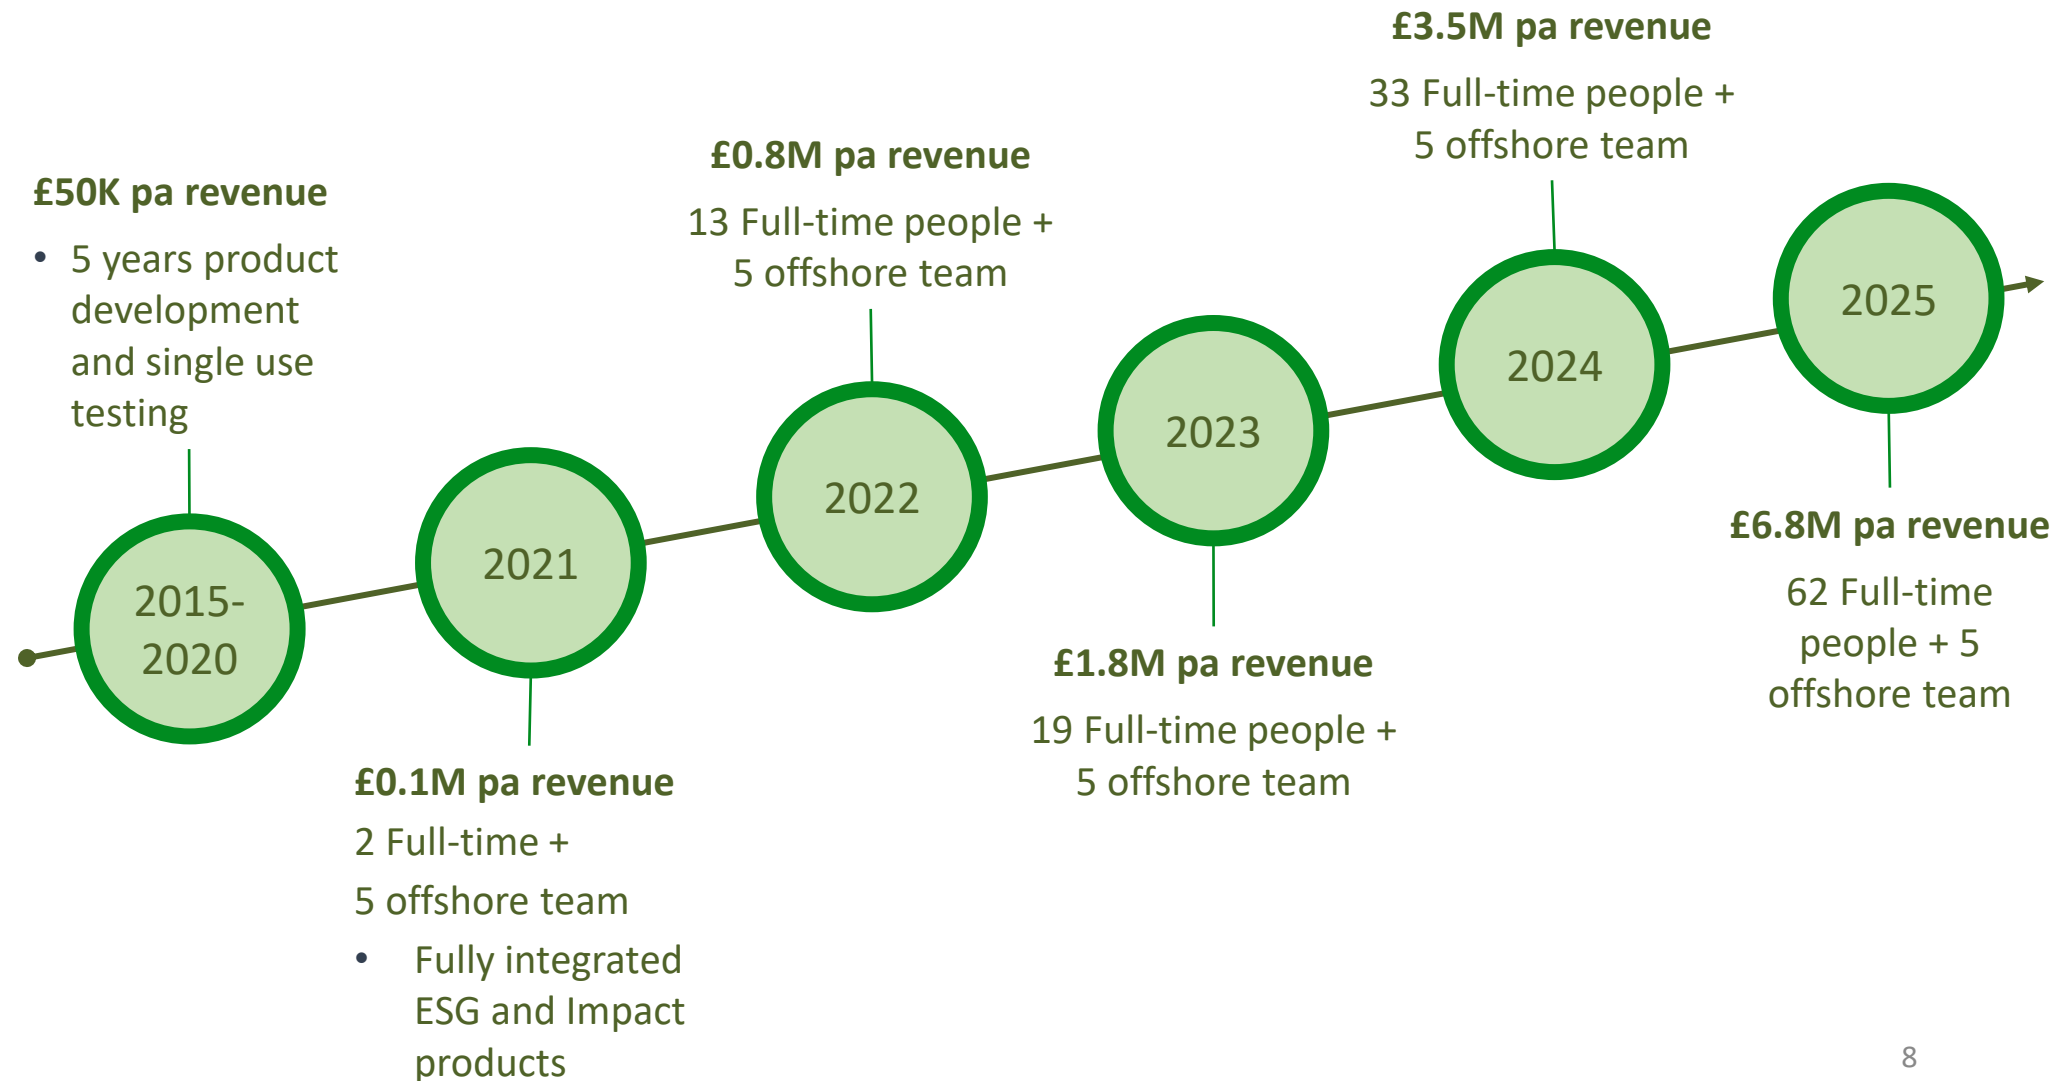 £50K pa revenue
• 5 years product
development
and single use
testing
2015-
2020
2021
£0.1M pa revenue
2 Full-time +
5 offshore team
• Fully integrated
ESG and Impact
products
£0.8M pa revenue
13 Full-time people +
5 offshore team
2022
2023
£1.8M pa revenue
19 Full-time people +
5 offshore team
£3.5M pa revenue
33 Full-time people +
5 offshore team
2024
2025
£6.8M pa revenue
62 Full-time
people + 5
offshore team
8